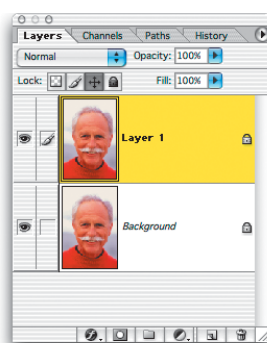 Layers Channels Paths History
Normal Opacity: 100%
Lock: Fill: 100%
Layer 1
Background